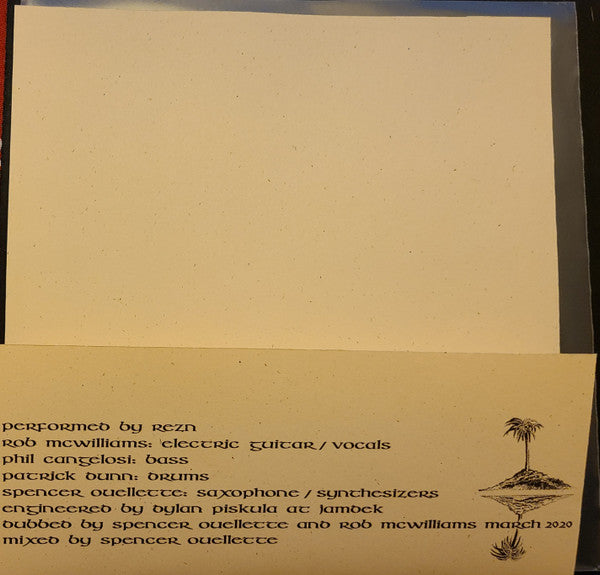 performed by rezn
rob mcwilliams: electric guitar / vocals
phil cangelosi: bass
patrick dunn: drums
spencer ouellette: saxophone / synthesizers
engineered by dylan piskula at jamdek
dubbed by spencer ouellette and rob mcwilliams march 2020
mixed by spencer ouellette